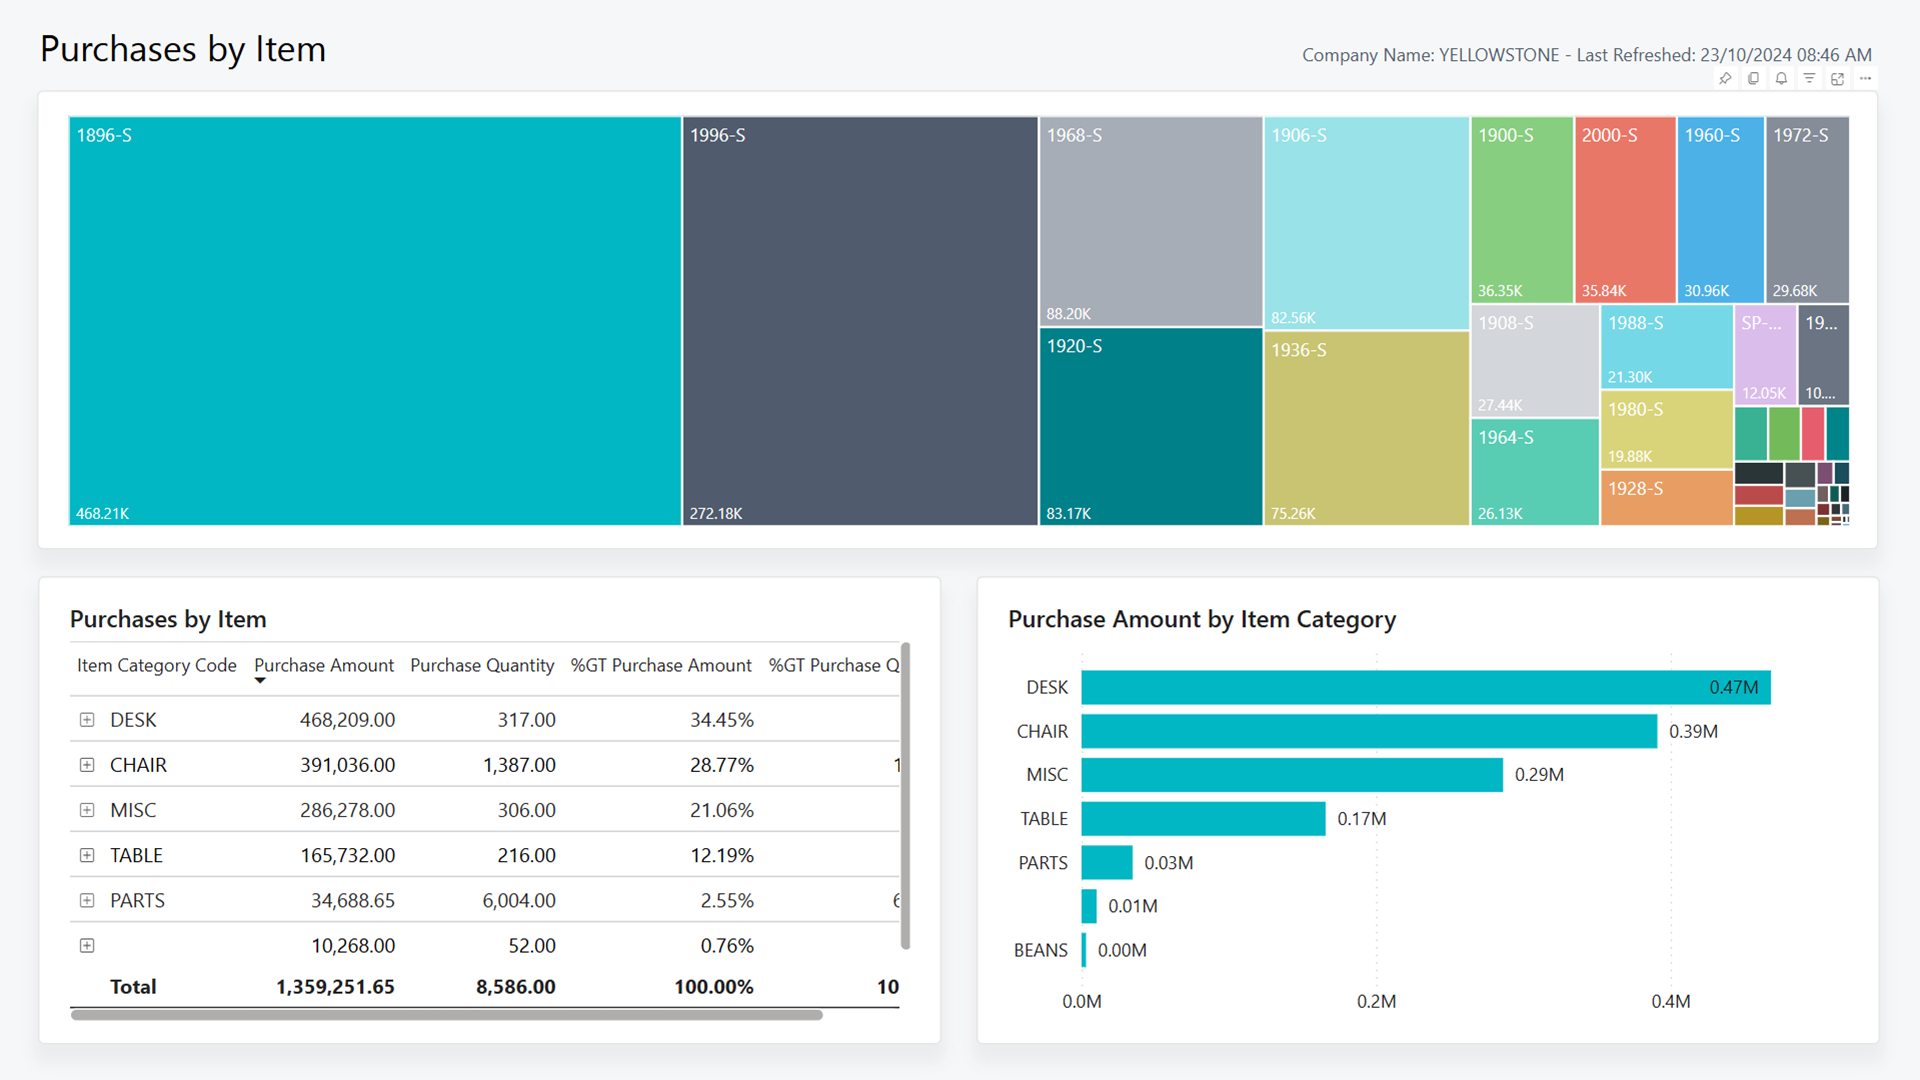 Purchases by Item
Company Name: YELLOWSTONE - Last Refreshed: 23/10/2024 08:46 AM
1896-S
468.21K
1996-S
272.18K
1968-S
88.20K
1920-S
83.17K
1906-S
82.56K
1936-S
75.26K
1900-S
36.35K
2000-S
35.84K
1960-S
30.96K
1972-S
29.68K
1908-S
27.44K
1964-S
26.13K
1988-S
21.30K
1980-S
19.88K
1928-S
SP-...
12.05K
19...
10....
Purchases by Item
Item Category Code Purchase Amount Purchase Quantity %GT Purchase Amount %GT Purchase Q
DESK 468,209.00 317.00 34.45%
CHAIR 391,036.00 1,387.00 28.77% 1
MISC 286,278.00 306.00 21.06%
TABLE 165,732.00 216.00 12.19%
PARTS 34,688.65 6,004.00 2.55% 6
10,268.00 52.00 0.76%
Total 1,359,251.65 8,586.00 100.00% 10
Purchase Amount by Item Category
DESK 0.47M
CHAIR 0.39M
MISC 0.29M
TABLE 0.17M
PARTS 0.03M
0.01M
BEANS 0.00M
0.0M 0.2M 0.4M